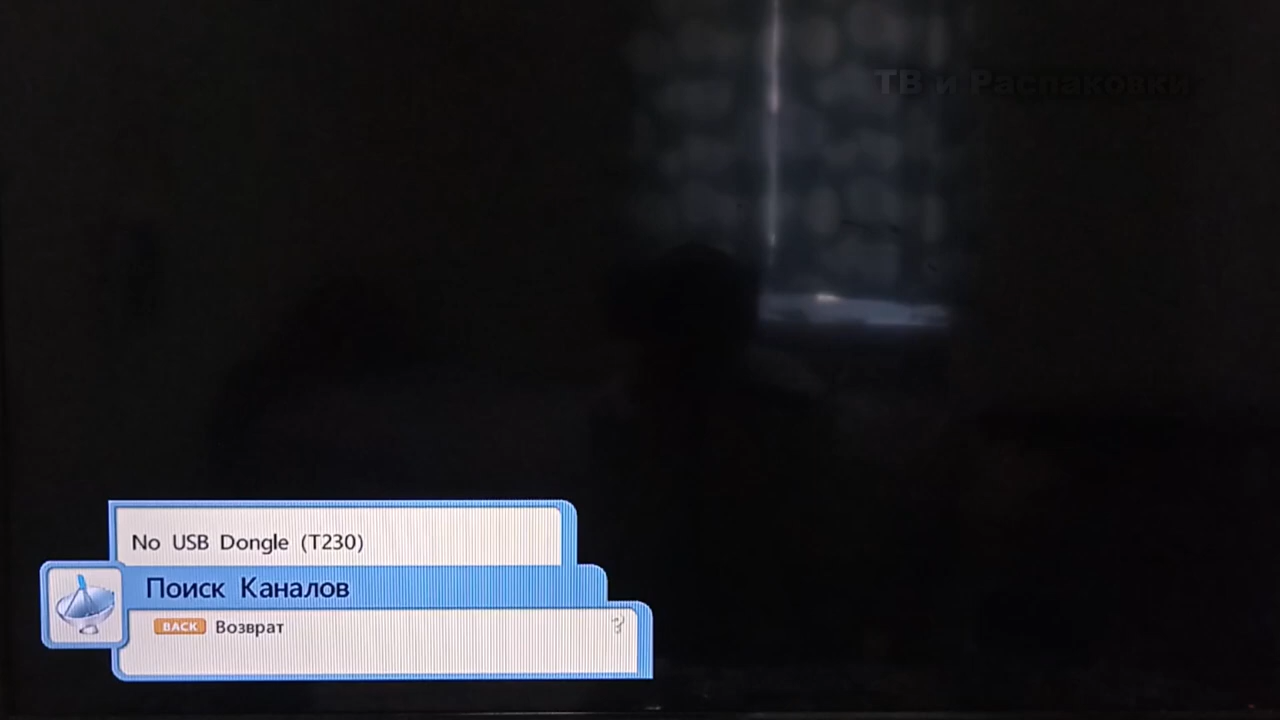 ТВ и Распаковки
No USB Dongle (T230)
Поиск Каналов
BACK Возврат ?